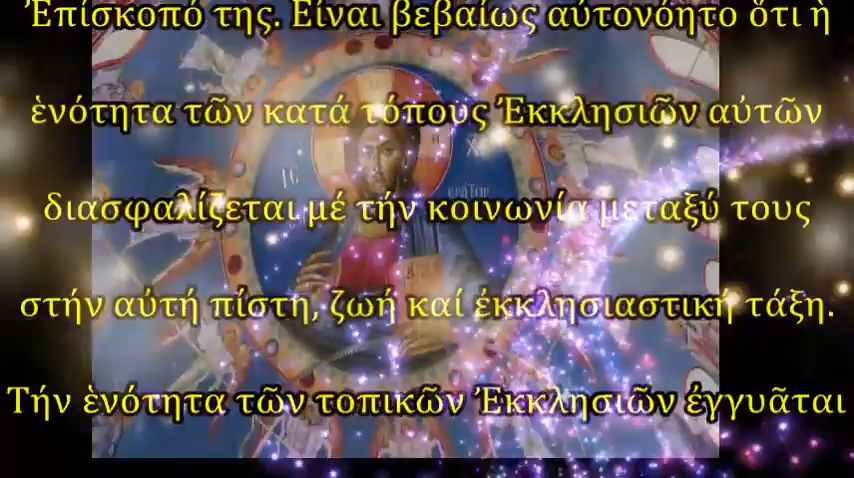 Ἐπίσκοπό της. Εἶναι βεβαίως αὐτονόητο ὅτι ἡ
ἑνότητα τῶν κατά τόπους Ἐκκλησιῶν αὐτῶν
διασφαλίζεται μέ τήν κοινωνία μεταξύ τους
στήν αὐτή πίστη, ζωή καί ἐκκλησιαστική τάξη.
Τήν ἑνότητα τῶν τοπικῶν Ἐκκλησιῶν ἐγγυᾶται
IC